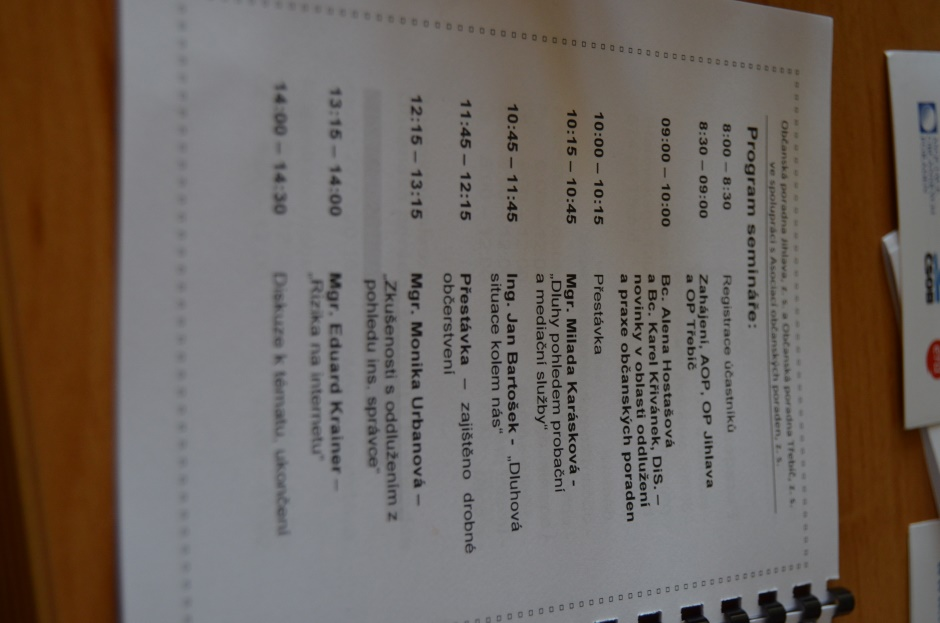 Občanská poradna Jihlava, z. s. a Občanská poradna Třebíč, z. s.
ve spolupráci s Asociací občanských poraden, z. s.
Program semináře:
8:00 – 8:30 Registrace účastníků
8:30 – 09:00 Zahájení, AOP, OP Jihlava
a OP Třebíč
09:00 – 10:00 Bc. Alena Hostašová
a Bc. Karel Křivánek, DiS. –
novinky v oblasti oddlužení
a praxe občanských poraden
10:00 – 10:15 Přestávka
10:15 – 10:45 Mgr. Milada Karásková -
„Dluhy pohledem probační
a mediační služby“
10:45 – 11:45 Ing. Jan Bartošek - „Dluhová
situace kolem nás“
11:45 – 12:15 Přestávka – zajištěno drobné
občerstvení
12:15 – 13:15 Mgr. Monika Urbanová –
„Zkušenosti s oddlužením z
pohledu ins. správce“
13:15 – 14:00 Mgr. Eduard Krainer –
„Rizika na internetu“
14:00 – 14:30 Diskuze k tématu, ukončení
ČSOB